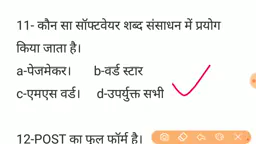 11- कौन सा सॉफ्टवेयर शब्द संसाधन में प्रयोग
किया जाता है।
a-पेजमेकर। b-वर्ड स्टार
c-एमएस वर्ड। d-उपर्युक्त सभी
12-POST का फुल फॉर्म है।